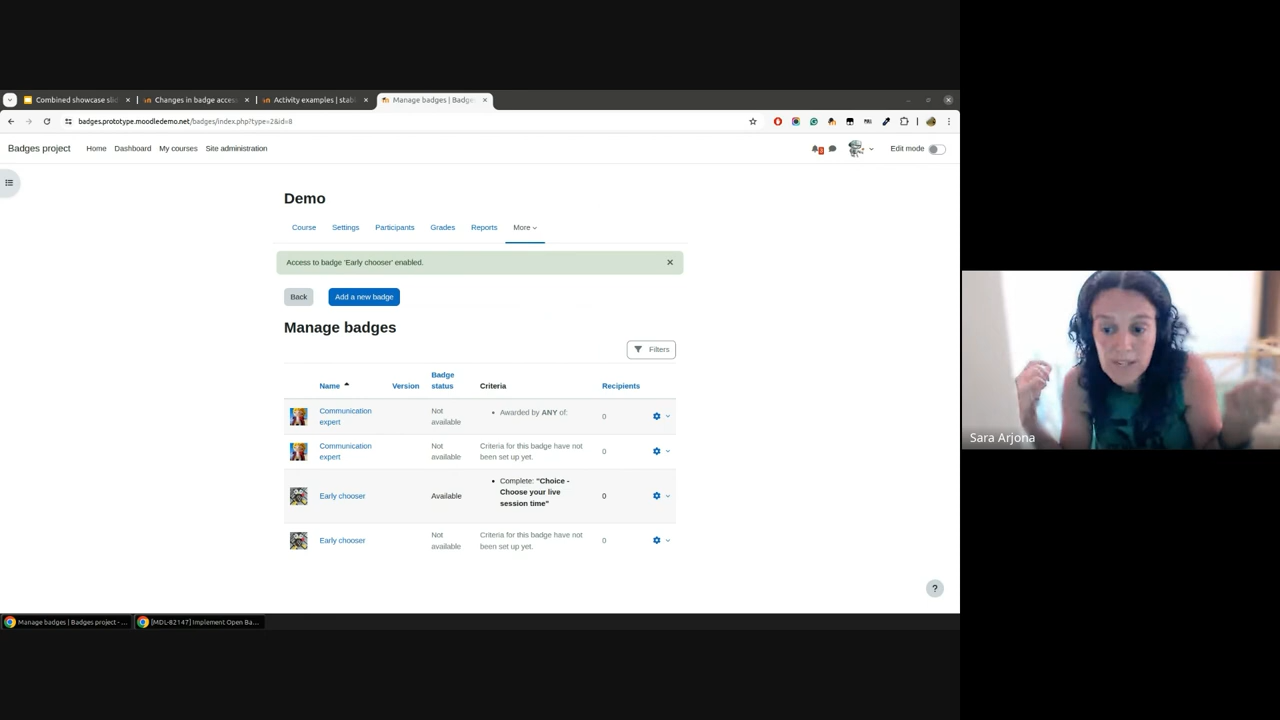 Combined showcase slid
Changes in badge access
Activity examples | stabl
Manage badges | Badges
badges.prototype.moodledemo.net/badges/index.php?type=2&id=8
Badges project
Home
Dashboard
My courses
Site administration
Edit mode
Demo
Course
Settings
Participants
Grades
Reports
More
Access to badge 'Early chooser' enabled.
Back
Add a new badge
Manage badges
Filters
Name
Version
Badge
status
Criteria
Recipients
Communication
expert
Not
available
Awarded by ANY of:
0
Communication
expert
Not
available
Criteria for this badge have not
been set up yet.
0
Early chooser
Available
Complete: "Choice -
Choose your live
session time"
0
Early chooser
Not
available
Criteria for this badge have not
been set up yet.
0
?
Manage badges | Badges project - ...
[MDL-82147] Implement Open Ba...
Sara Arjona